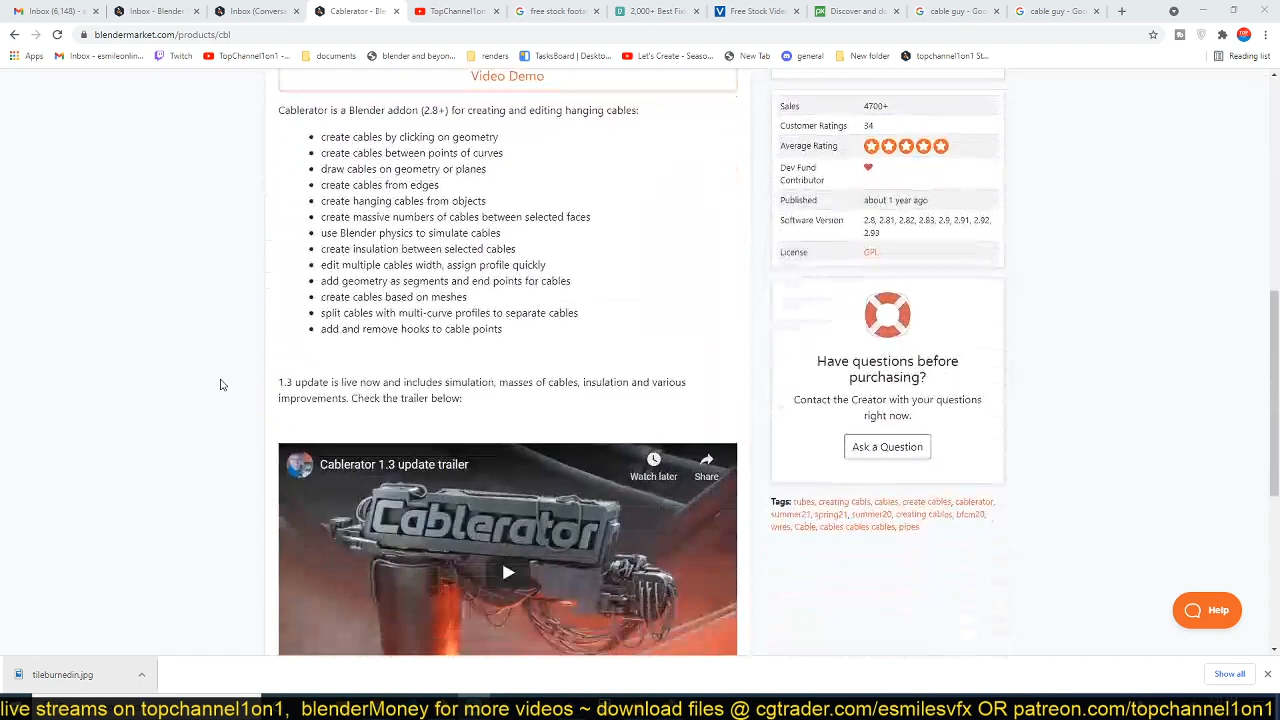 Inbox (6,148) - e
Inbox - Blender
Inbox (Conversa
Cablerator - Ble
TopChannel1on1
free stock foota
2,000+ Best Fi
Free Stock Vide
Discover and do
cable guy - Goo
cable guy - Goo
blendermarket.com/products/cbl
Apps
Inbox - esmileonlin...
Twitch
TopChannel1on1 -...
documents
blender and beyon...
renders
TasksBoard | Deskto...
Let's Create - Seaso...
New Tab
general
New folder
topchannel1on1 St...
Reading list
Video Demo
Cablerator is a Blender addon (2.8+) for creating and editing hanging cables:
create cables by clicking on geometry
create cables between points of curves
draw cables on geometry or planes
create cables from edges
create hanging cables from objects
create massive numbers of cables between selected faces
use Blender physics to simulate cables
create insulation between selected cables
edit multiple cables width, assign profile quickly
add geometry as segments and end points for cables
create cables based on meshes
split cables with multi-curve profiles to separate cables
add and remove hooks to cable points
1.3 update is live now and includes simulation, masses of cables, insulation and various
improvements. Check the trailer below:
Cablerator 1.3 update trailer
Watch later
Share
Cablerator
Sales 4700+
Customer Ratings 34
Average Rating
Dev Fund
Contributor
Published about 1 year ago
Software Version 2.8, 2.81, 2.82, 2.83, 2.9, 2.91, 2.92,
2.93
License GPL
Have questions before
purchasing?
Contact the Creator with your questions
right now.
Ask a Question
Tags: tubes, creating cabls, cables, create cables, cablerator,
summer21, spring21, summer20, creating cables, bfcm20,
wires, Cable, cables cables cables, pipes
Help
tileburnedin.jpg
Show all
live streams on topchannel1on1, blenderMoney for more videos ~ download files @ cgtrader.com/esmilesvfx OR patreon.com/topchannel1on1